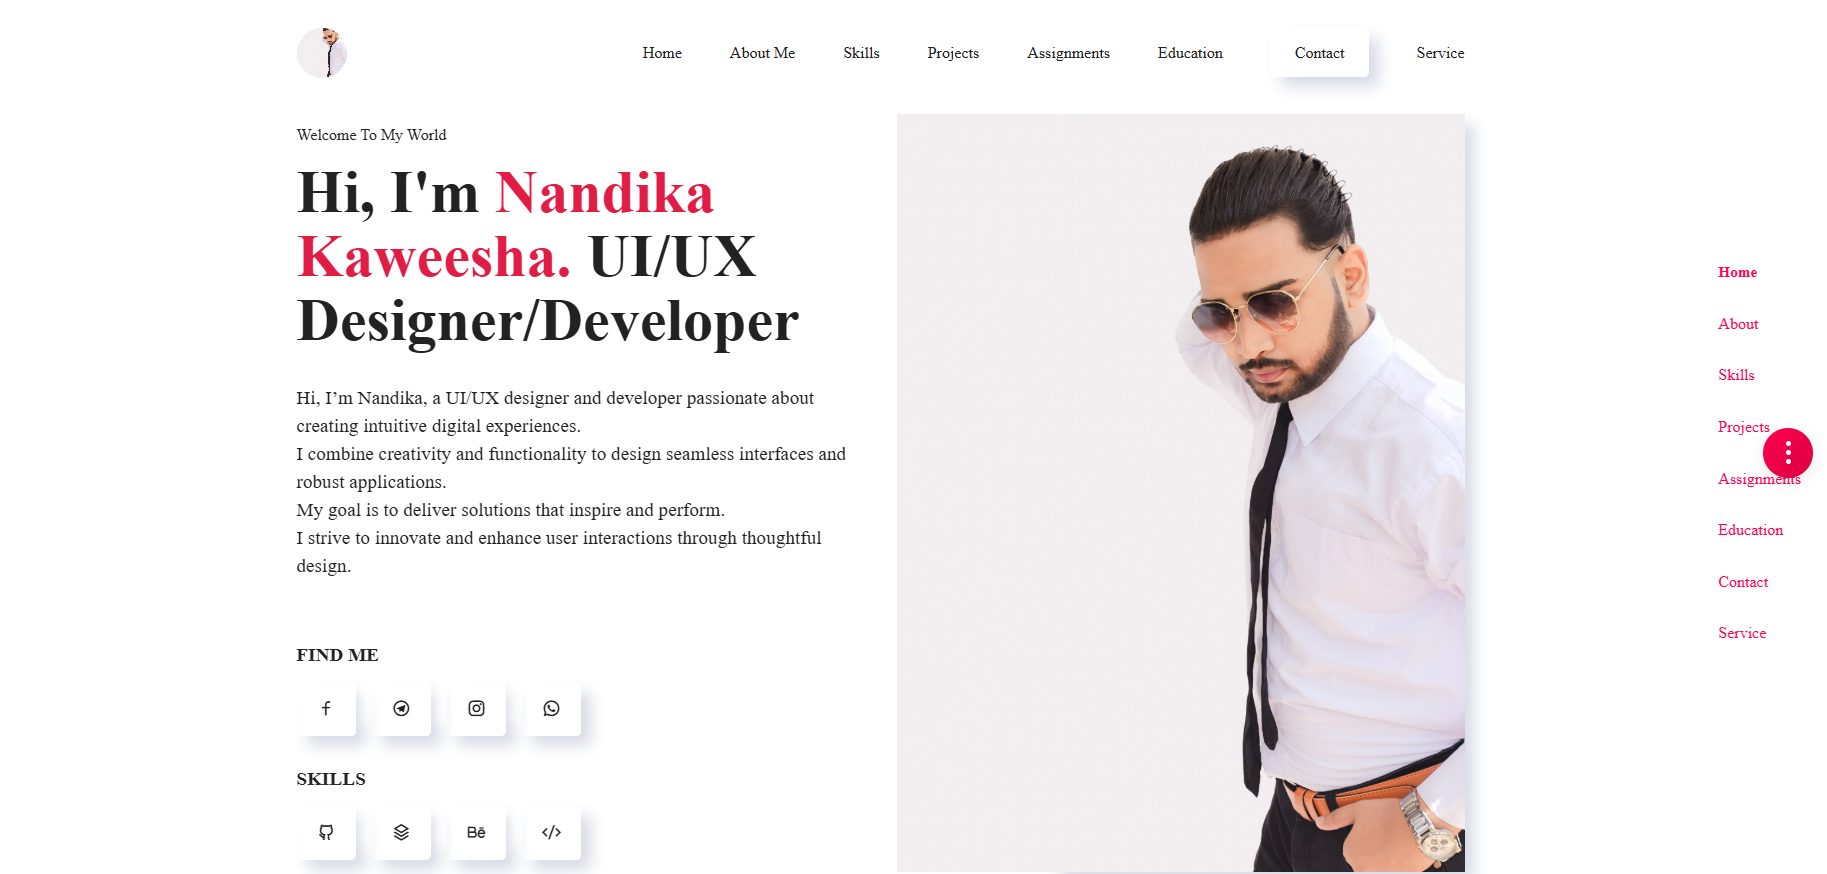 Home About Me Skills Projects Assignments Education Contact Service
Welcome To My World
Hi, I'm Nandika
Kaweesha. UI/UX
Designer/Developer
Hi, I’m Nandika, a UI/UX designer and developer passionate about
creating intuitive digital experiences.
I combine creativity and functionality to design seamless interfaces and
robust applications.
My goal is to deliver solutions that inspire and perform.
I strive to innovate and enhance user interactions through thoughtful
design.
FIND ME
SKILLS
Bē
Home
About
Skills
Projects
Assignments
Education
Contact
Service